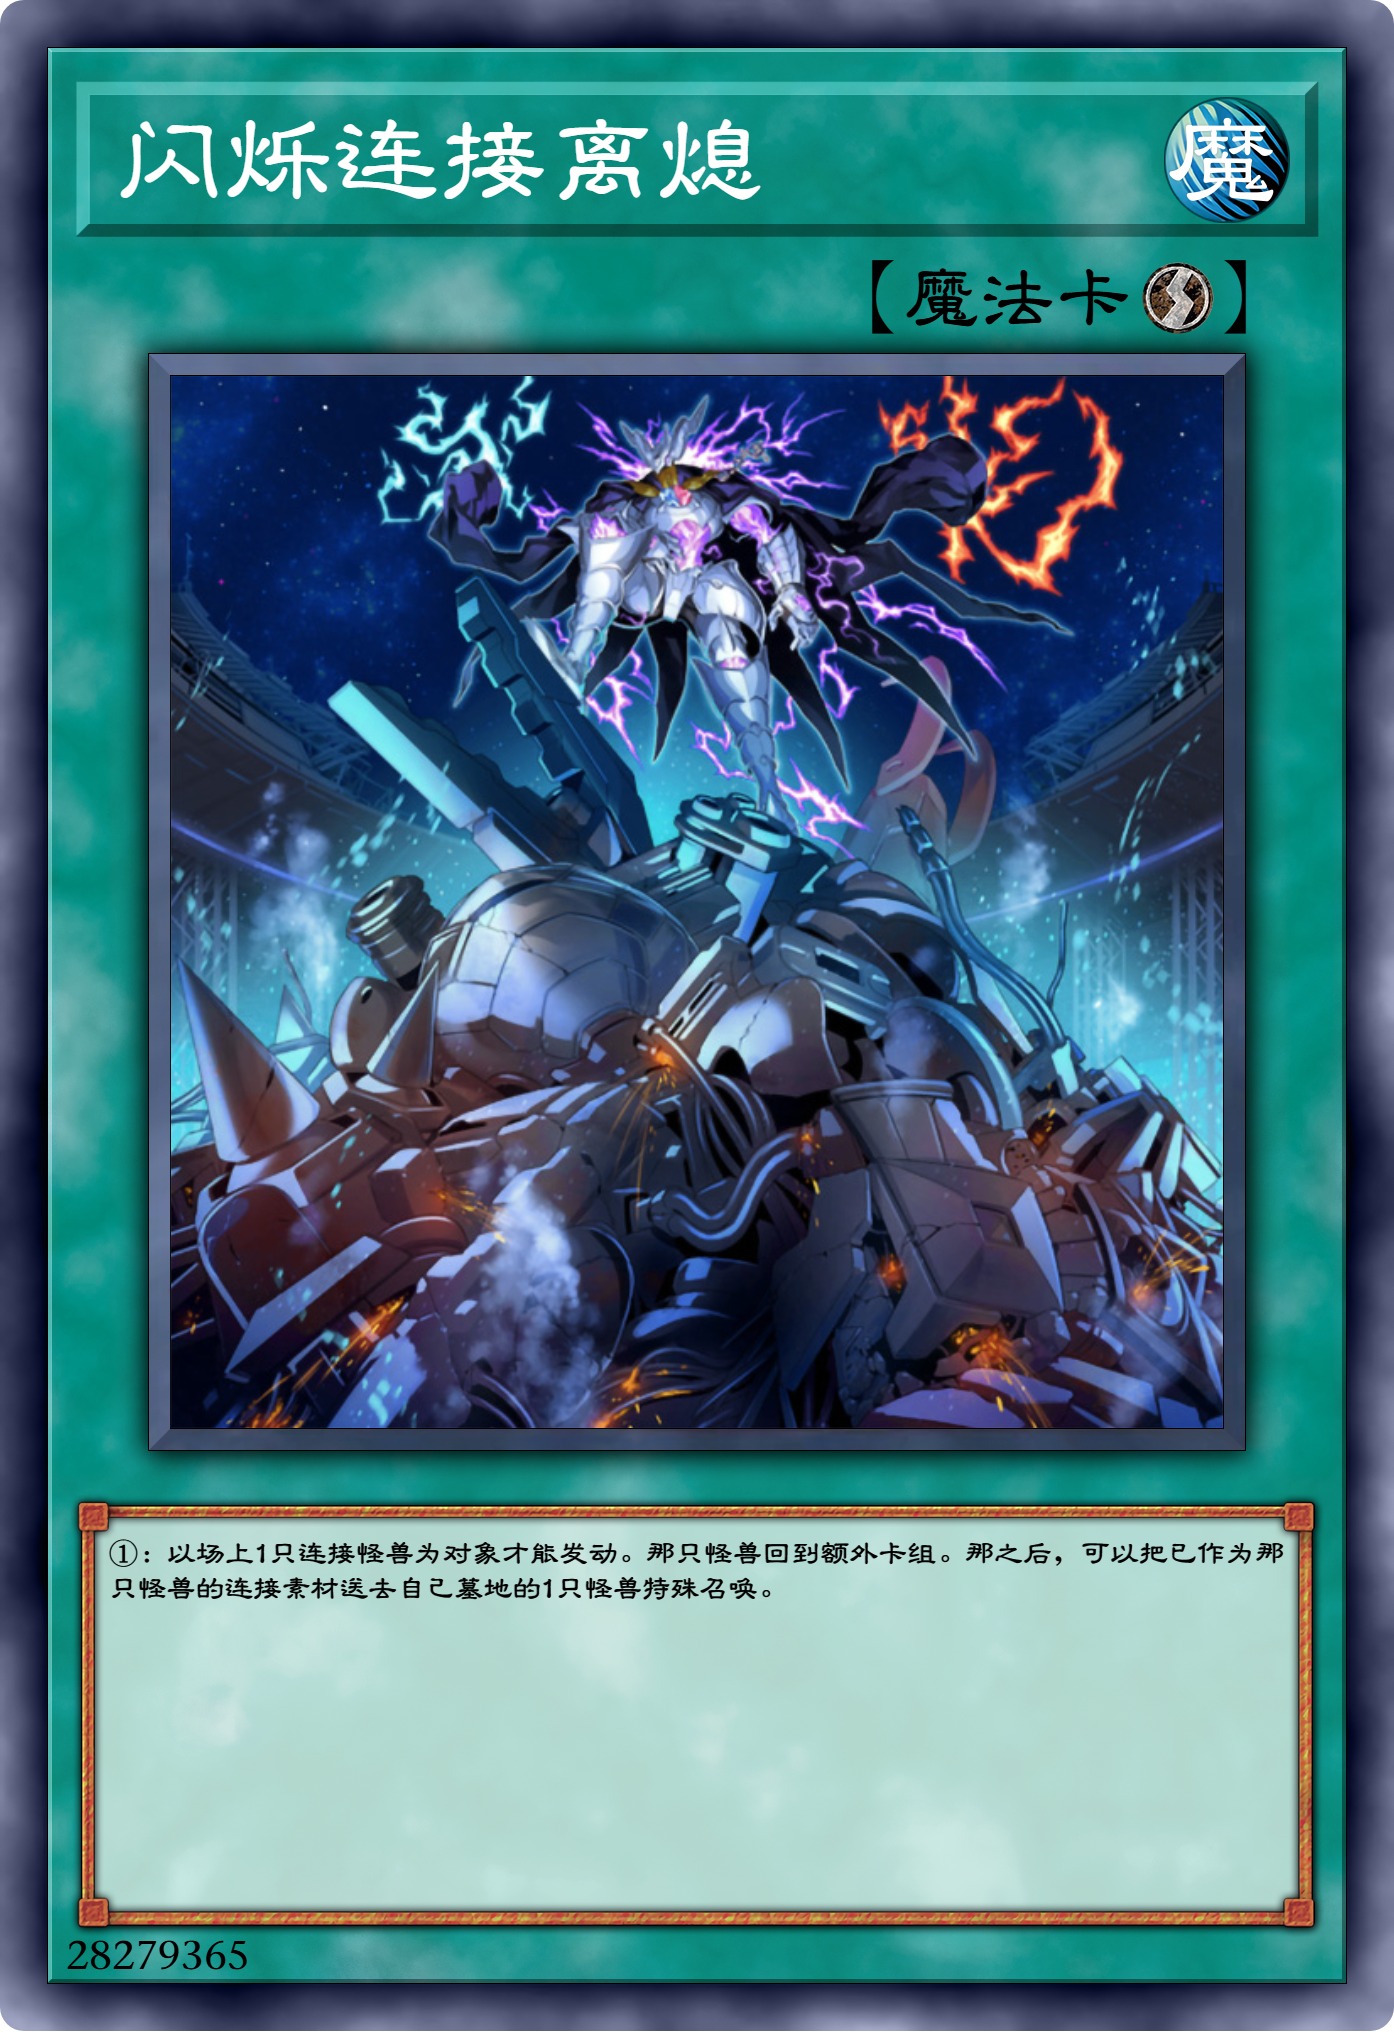 闪烁连接离熄
魔
【魔法卡】
①：以场上1只连接怪兽为对象才能发动。那只怪兽回到额外卡组。那之后，可以把已作为那
只怪兽的连接素材送去自己墓地的1只怪兽特殊召唤。
28279365